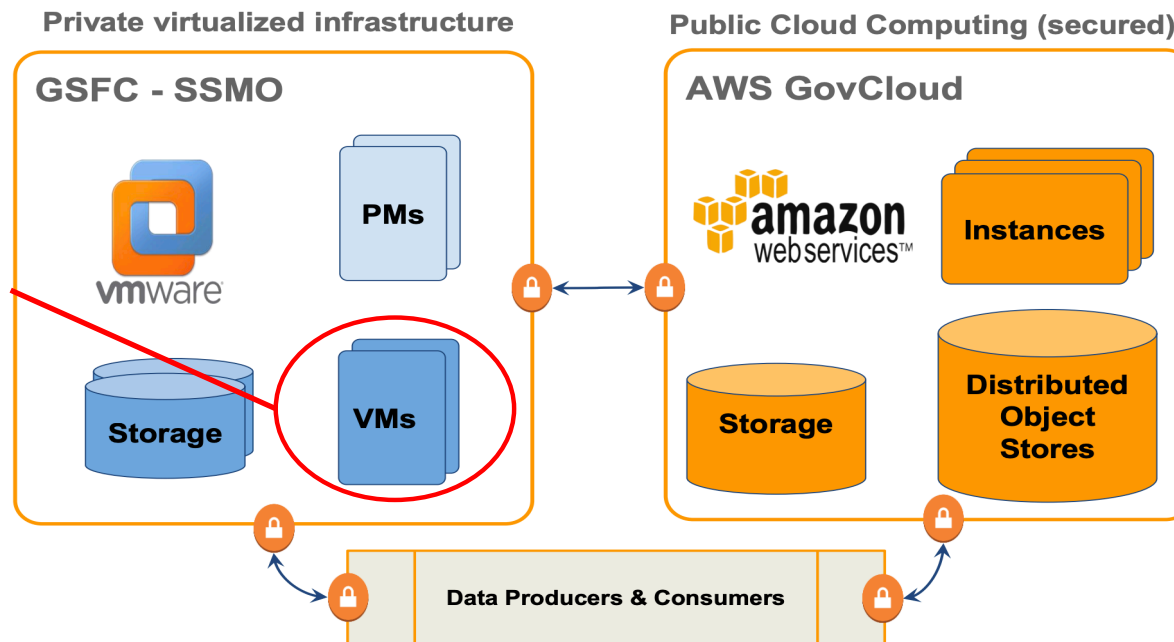 Private virtualized infrastructure
Public Cloud Computing (secured)
GSFC - SSMO
AWS GovCloud
vmware
PMs
amazon
webservices™
Instances
Storage
VMs
Storage
Distributed
Object
Stores
Data Producers & Consumers